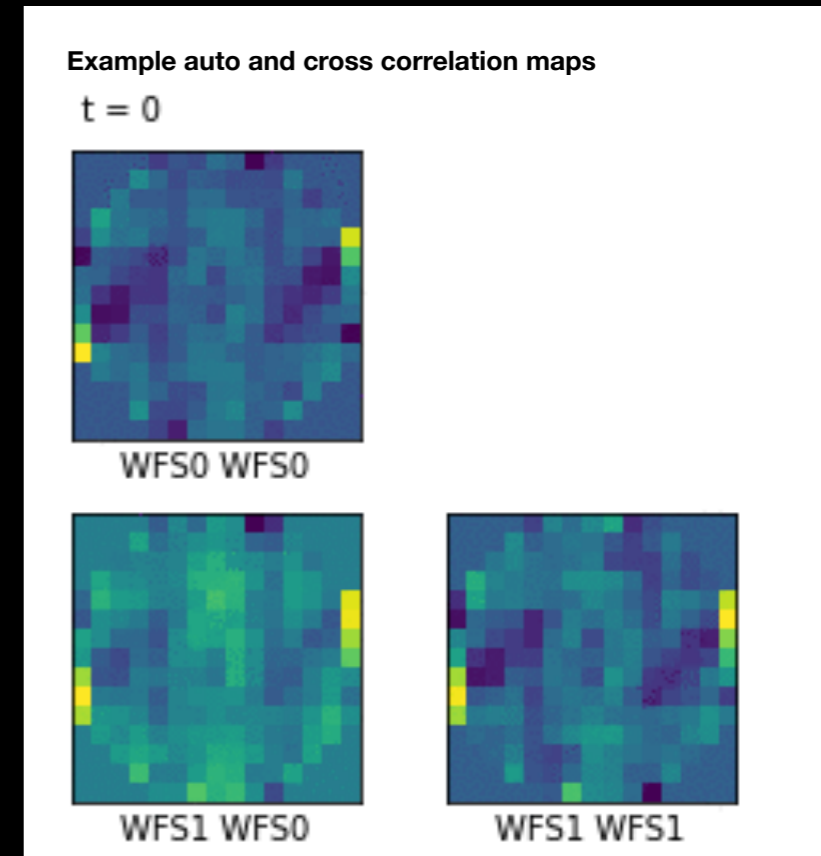 Example auto and cross correlation maps
t = 0
WFS0 WFS0
WFS1 WFS0
WFS1 WFS1